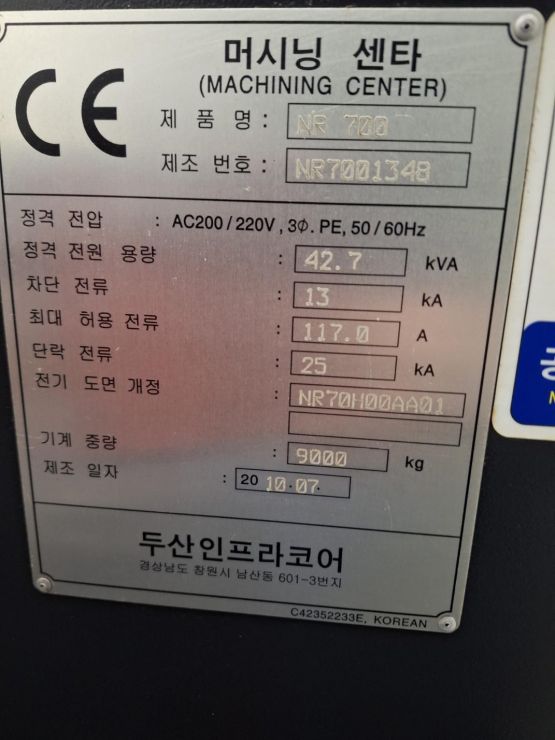 CE
머시닝 센타
(MACHINING CENTER)
제 품 명 : NR 700
제조 번호 : NR7001348
정격 전압 : AC200/220V, 3Φ. PE, 50/60Hz
정격 전원 용량 : 42.7 kVA
차단 전류 : 13 kA
최대 허용 전류 : 117.0 A
단락 전류 : 25 kA
전기 도면 개정 : NR70H00AA01
기계 중량 : 9000 kg
제조 일자 : 20 10.07.
두산인프라코어
경상남도 창원시 남산동 601-3번지
C42352233E, KOREAN